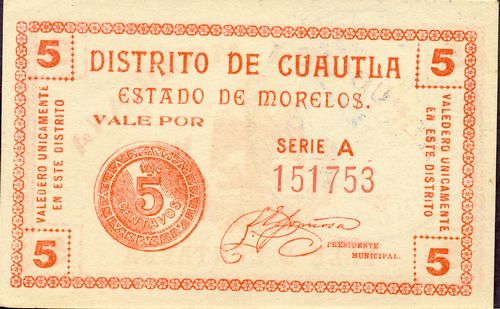 5
5
DISTRITO DE CUAUTLA
ESTADO DE MORELOS.
VALE POR
SERIE A
151753
5
CENTAVOS
PRESIDENTE
MUNICIPAL.
VALEDERO UNICAMENTE
EN ESTE DISTRITO
VALEDERO UNICAMENTE
EN ESTE DISTRITO
5
5